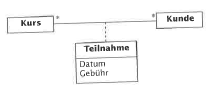 Kurs
*
*
Kunde
Teilnahme
Datum
Gebühr